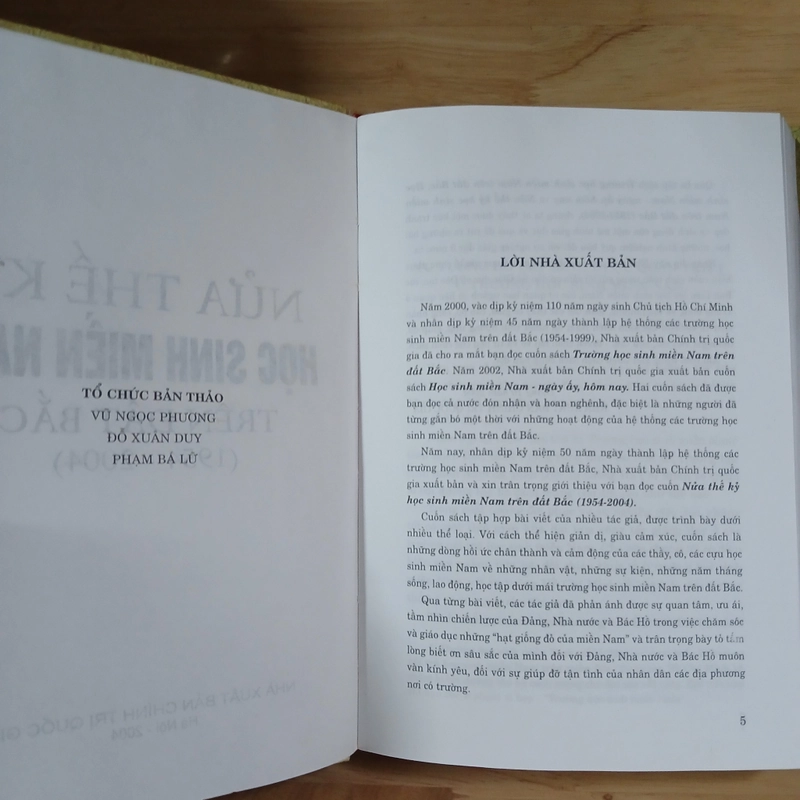 TỔ CHỨC BẢN THẢO
VŨ NGỌC PHƯƠNG
ĐỖ XUÂN DUY
PHẠM BÁ LỮ
LỜI NHÀ XUẤT BẢN
Năm 2000, vào dịp kỷ niệm 110 năm ngày sinh Chủ tịch Hồ Chí Minh
và nhân dịp kỷ niệm 45 năm ngày thành lập hệ thống các trường học
sinh miền Nam trên đất Bắc (1954-1999), Nhà xuất bản Chính trị quốc
gia đã cho ra mắt bạn đọc cuốn sách Trường học sinh miền Nam trên
đất Bắc. Năm 2002, Nhà xuất bản Chính trị quốc gia xuất bản cuốn
sách Học sinh miền Nam - ngày ấy, hôm nay. Hai cuốn sách đã được
bạn đọc cả nước đón nhận và hoan nghênh, đặc biệt là những người đã
từng gắn bó một thời với những hoạt động của hệ thống các trường học
sinh miền Nam trên đất Bắc.
Năm nay, nhân dịp kỷ niệm 50 năm ngày thành lập hệ thống các
trường học sinh miền Nam trên đất Bắc, Nhà xuất bản Chính trị quốc
gia xuất bản và xin trân trọng giới thiệu với bạn đọc cuốn Nửa thế kỷ
học sinh miền Nam trên đất Bắc (1954-2004).
Cuốn sách tập hợp bài viết của nhiều tác giả, được trình bày dưới
nhiều thể loại. Với cách thể hiện giản dị, giàu cảm xúc, cuốn sách là
những dòng hồi ức chân thành và cảm động của các thầy, cô, các cựu học
sinh miền Nam về những nhân vật, những sự kiện, những năm tháng
sống, lao động, học tập dưới mái trường học sinh miền Nam trên đất Bắc.
Qua từng bài viết, các tác giả đã phản ánh được sự quan tâm, ưu ái,
tầm nhìn chiến lược của Đảng, Nhà nước và Bác Hồ trong việc chăm sóc
và giáo dục những "hạt giống đỏ của miền Nam" và trân trọng bày tỏ tấm
lòng biết ơn sâu sắc của mình đối với Đảng, Nhà nước và Bác Hồ muôn
vàn kính yêu, đối với sự giúp đỡ tận tình của nhân dân các địa phương
nơi có trường.
5